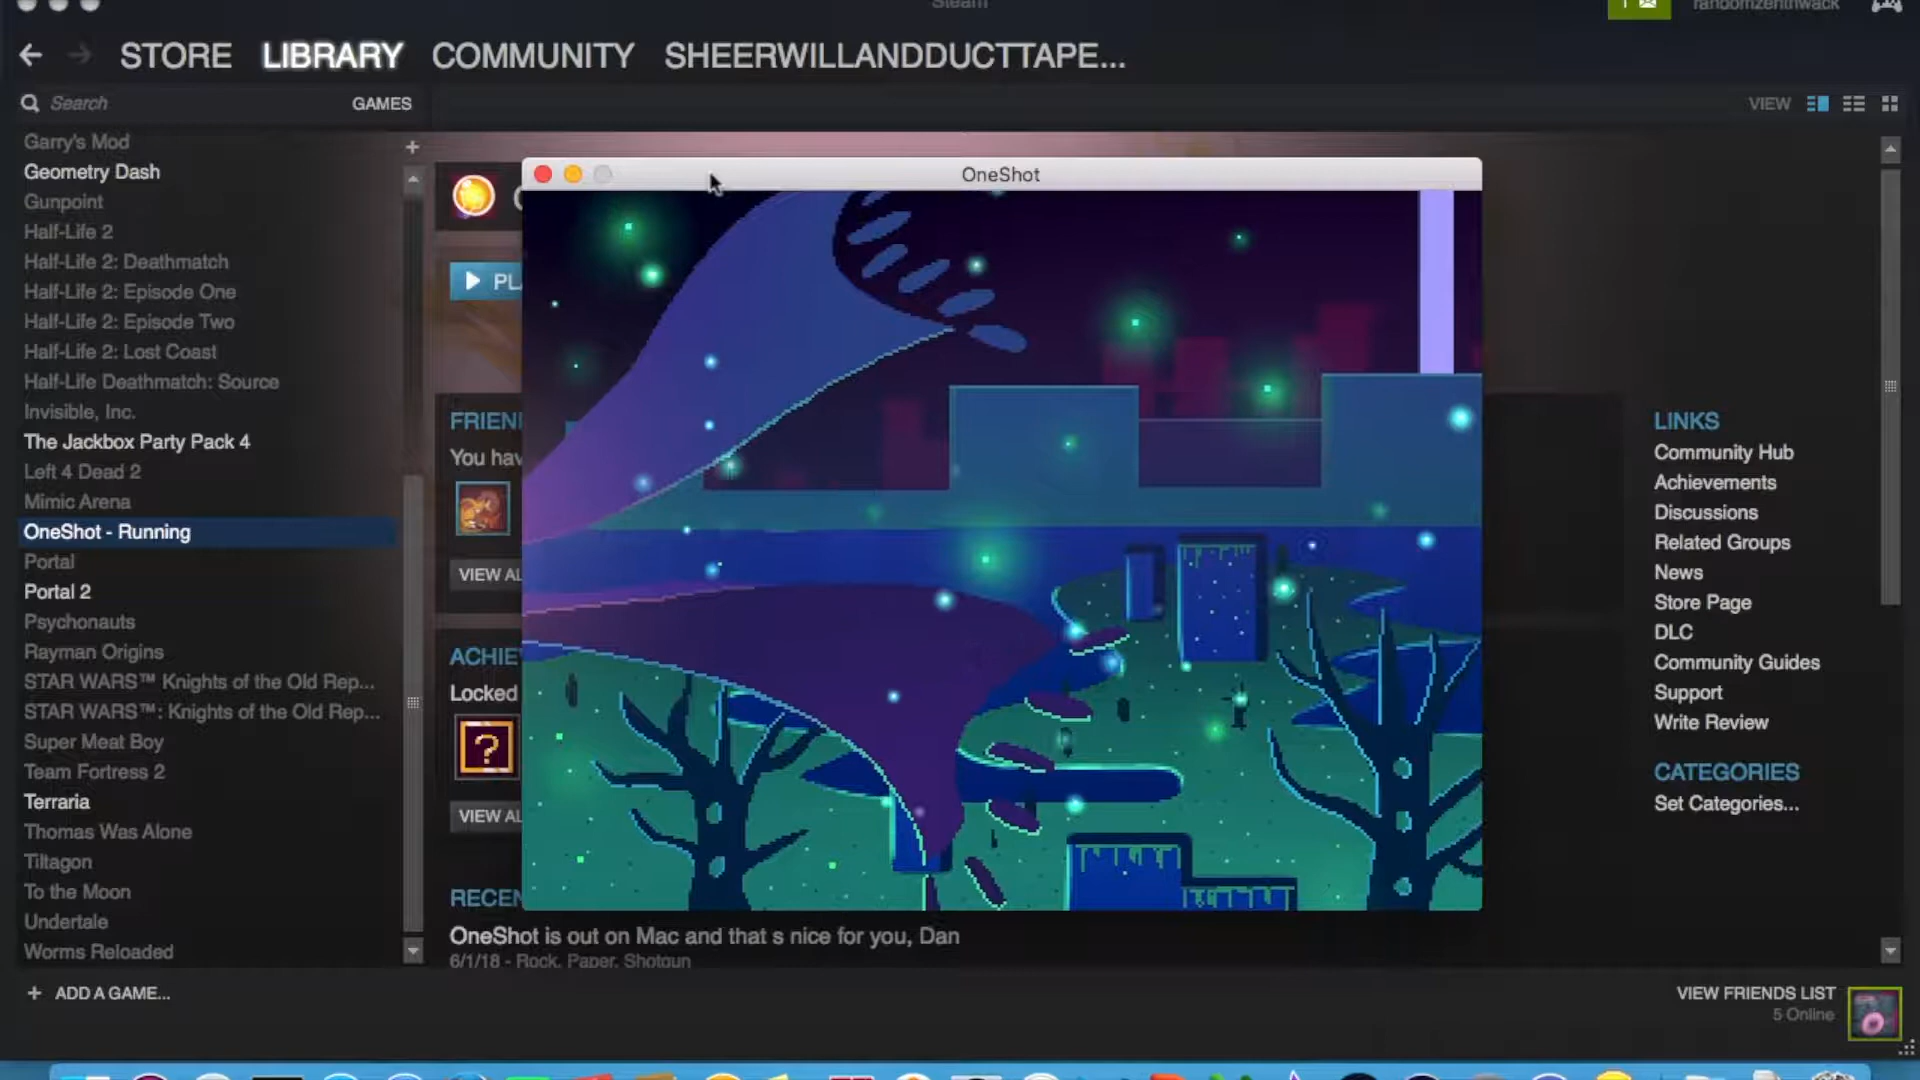 Steam
randomzenthwack
STORE LIBRARY COMMUNITY SHEERWILLANDDUCTTAPE...
Search GAMES VIEW
Garry's Mod
Geometry Dash
Gunpoint
Half-Life 2
Half-Life 2: Deathmatch
Half-Life 2: Episode One
Half-Life 2: Episode Two
Half-Life 2: Lost Coast
Half-Life Deathmatch: Source
Invisible, Inc.
The Jackbox Party Pack 4
Left 4 Dead 2
Mimic Arena
OneShot - Running
Portal
Portal 2
Psychonauts
Rayman Origins
STAR WARS™ Knights of the Old Rep...
STAR WARS™: Knights of the Old Rep...
Super Meat Boy
Team Fortress 2
Terraria
Thomas Was Alone
Tiltagon
To the Moon
Undertale
Worms Reloaded
+ ADD A GAME...
OneShot
PL
FRIEN
You hav
VIEW AL
ACHIE
Locked
?
VIEW AL
RECEN
OneShot is out on Mac and that s nice for you, Dan
6/1/18 - Rock, Paper, Shotgun
LINKS
Community Hub
Achievements
Discussions
Related Groups
News
Store Page
DLC
Community Guides
Support
Write Review
CATEGORIES
Set Categories...
VIEW FRIENDS LIST
5 Online